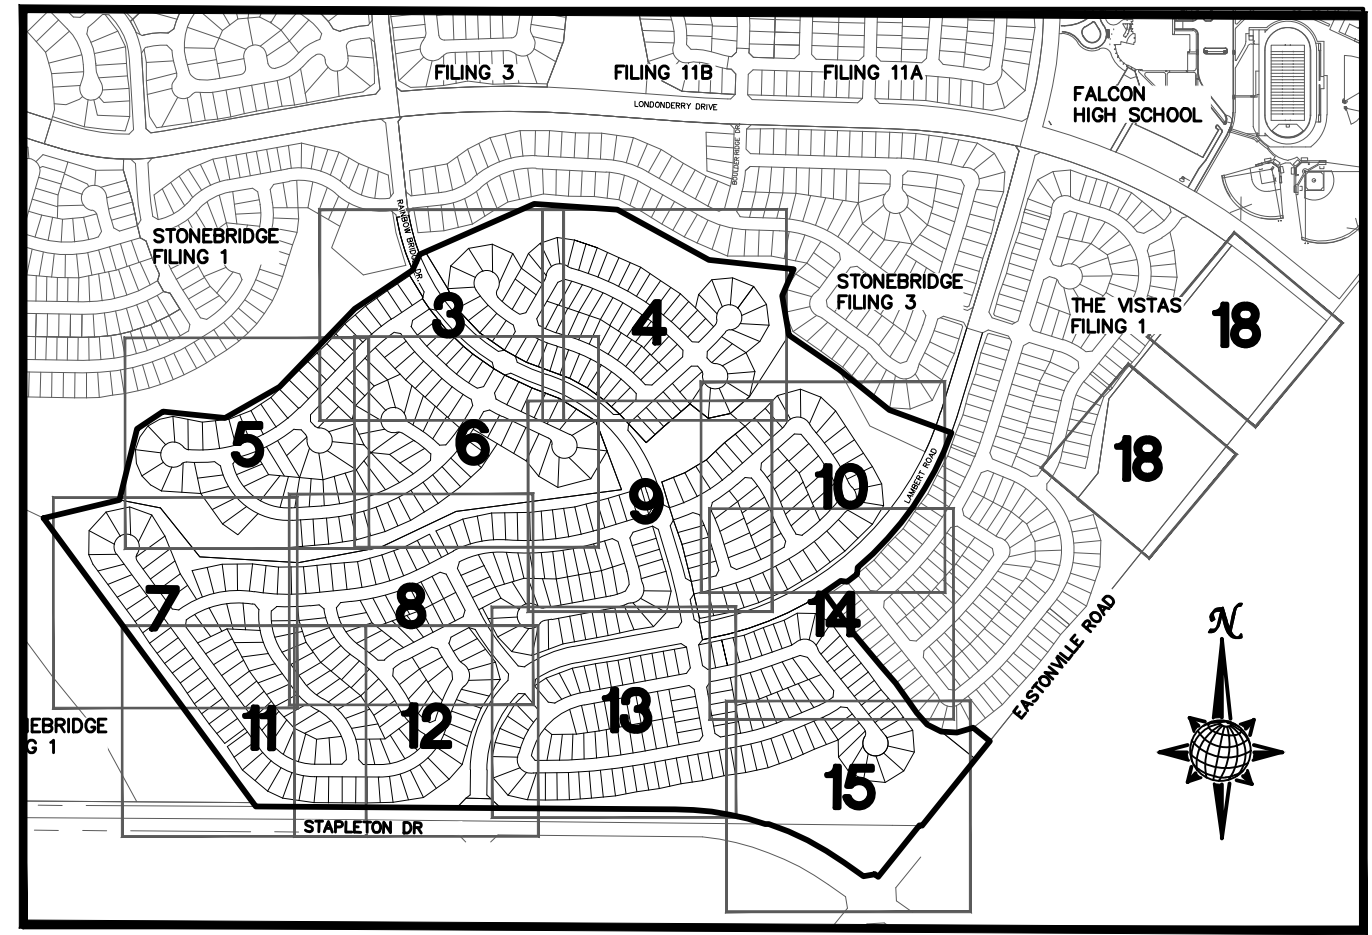 FILING 3
FILING 11B
FILING 11A
LONDONDERRY DRIVE
FALCON
HIGH SCHOOL
BOULDER RIDGE DR
RAINBOW BRIDGE DR
STONEBRIDGE
FILING 1
STONEBRIDGE
FILING 3
THE VISTAS
FILING 1
18
3
4
5
6
18
LAMBERT ROAD
9
10
7
8
14
EASTONVILLE ROAD
N
NEBRIDGE
G 1
11
12
13
15
STAPLETON DR